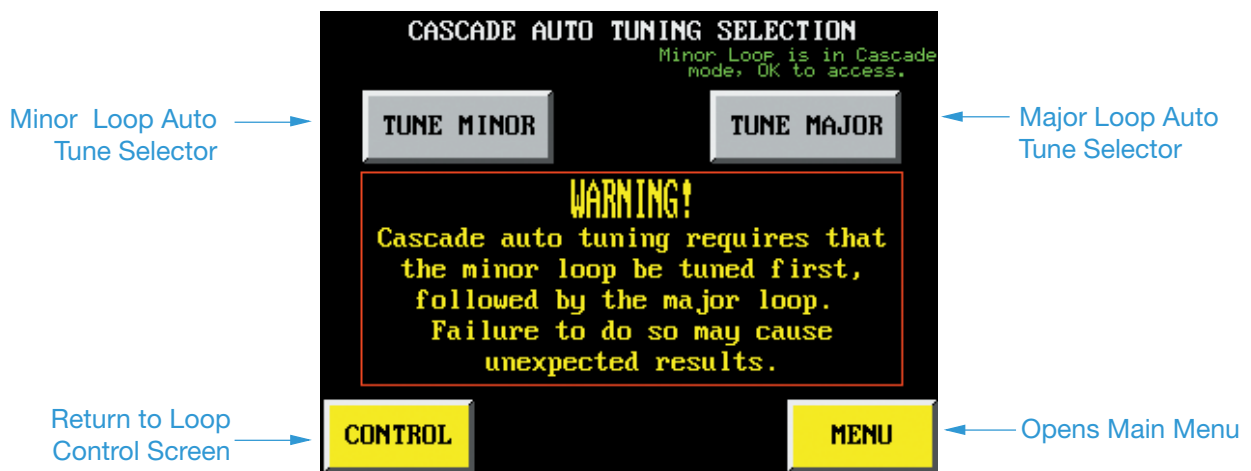 CASCADE AUTO TUNING SELECTION
Minor Loop is in Cascade
mode, OK to access.
Minor Loop Auto
Tune Selector
TUNE MINOR
TUNE MAJOR
Major Loop Auto
Tune Selector
WARNING!
Cascade auto tuning requires that
the minor loop be tuned first,
followed by the major loop.
Failure to do so may cause
unexpected results.
Return to Loop
Control Screen
CONTROL
MENU
Opens Main Menu